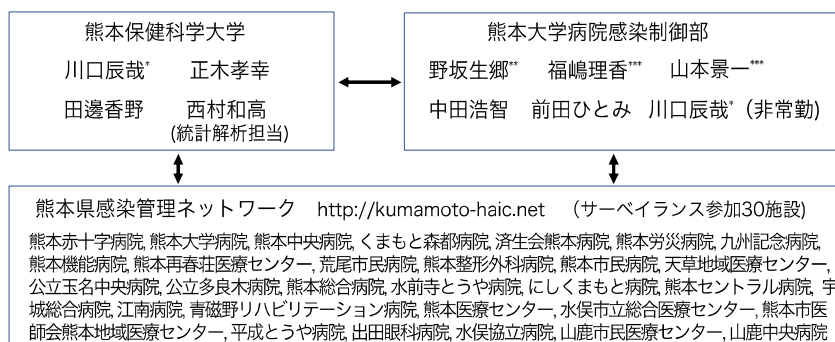 熊本保健科学大学
川口辰哉* 正木孝幸
田邊香野 西村和高
(統計解析担当)
熊本大学病院感染制御部
野坂生郷** 福嶋理香*** 山本景一***
中田浩智 前田ひとみ 川口辰哉*（非常勤)
熊本県感染管理ネットワーク http://kumamoto-haic.net （サーベイランス参加30施設)
熊本赤十字病院, 熊本大学病院, 熊本中央病院, くまもと森都病院, 済生会熊本病院, 熊本労災病院, 九州記念病院,
熊本機能病院, 熊本再春荘医療センター, 荒尾市民病院, 熊本整形外科病院, 熊本市民病院, 天草地域医療センター,
公立玉名中央病院, 公立多良木病院, 熊本総合病院, 水前寺とうや病院, にしくまもと病院, 熊本セントラル病院, 宇
城総合病院, 江南病院, 青磁野リハビリテーション病院, 熊本医療センター, 水俣市立総合医療センター, 熊本市医
師会熊本地域医療センター, 平成とうや病院, 出田眼科病院, 水俣協立病院, 山鹿市民医療センター, 山鹿中央病院